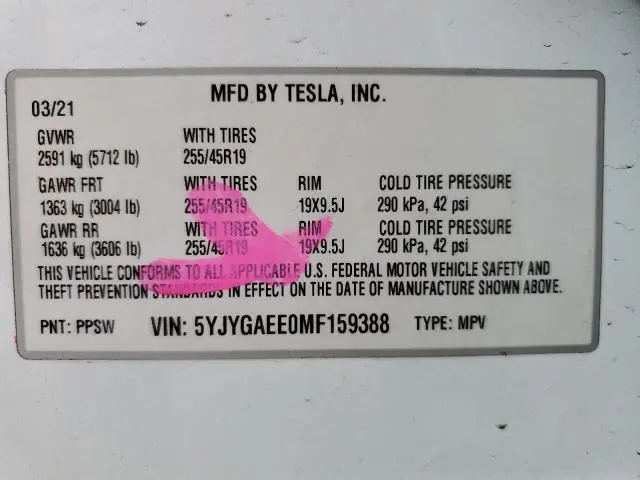 MFD BY TESLA, INC.
03/21
GVWR WITH TIRES
2591 kg (5712 lb) 255/45R19
GAWR FRT WITH TIRES RIM COLD TIRE PRESSURE
1363 kg (3004 lb) 255/45R19 19X9.5J 290 kPa, 42 psi
GAWR RR WITH TIRES RIM COLD TIRE PRESSURE
1636 kg (3606 lb) 255/45R19 19X9.5J 290 kPa, 42 psi
THIS VEHICLE CONFORMS TO ALL APPLICABLE U.S. FEDERAL MOTOR VEHICLE SAFETY AND
THEFT PREVENTION STANDARDS IN EFFECT ON THE DATE OF MANUFACTURE SHOWN ABOVE.
PNT: PPSW VIN: 5YJYGAEE0MF159388 TYPE: MPV